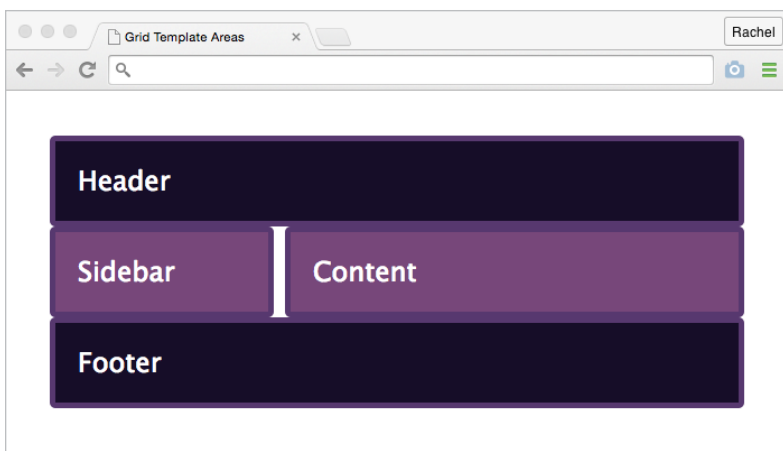 Grid Template Areas
Rachel
Header
Sidebar
Content
Footer